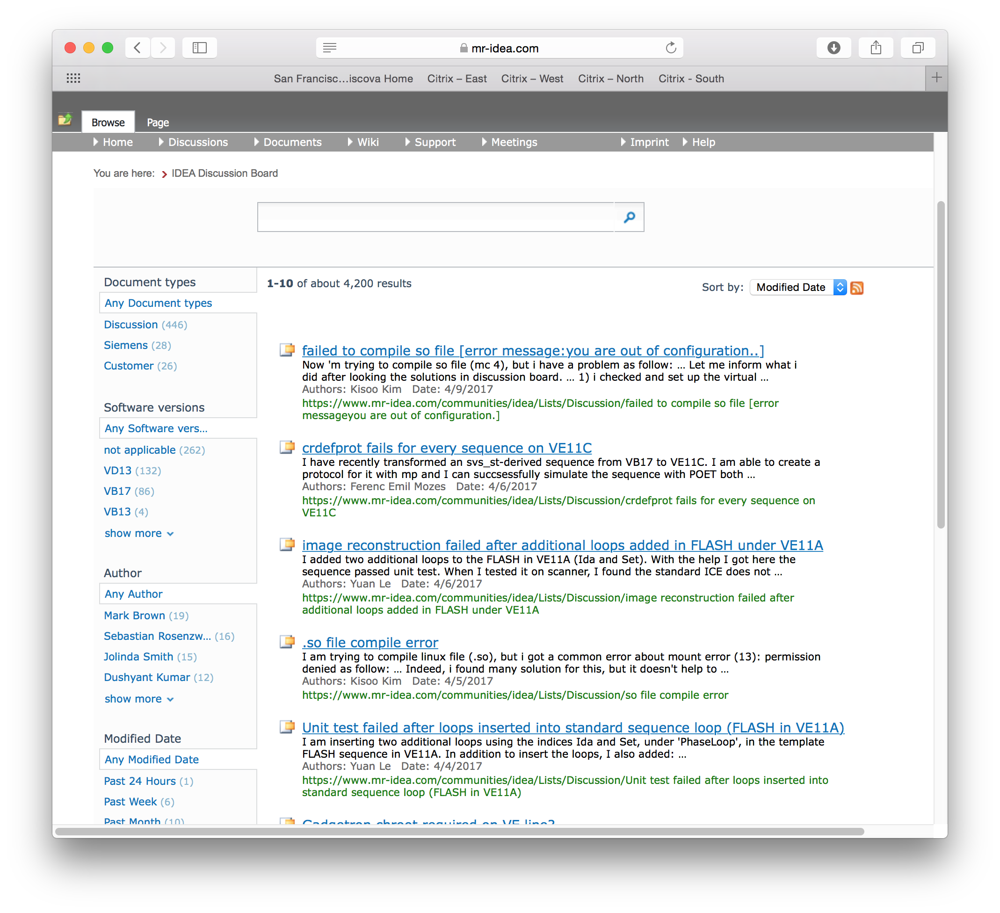 mr-idea.com
San Francisc...iscova Home Citrix – East Citrix – West Citrix – North Citrix - South
Browse Page
Home Discussions Documents Wiki Support Meetings Imprint Help
You are here: IDEA Discussion Board
Document types
Any Document types
Discussion (446)
Siemens (28)
Customer (26)
Software versions
Any Software vers...
not applicable (262)
VD13 (132)
VB17 (86)
VB13 (4)
show more
Author
Any Author
Mark Brown (19)
Sebastian Rosenzw... (16)
Jolinda Smith (15)
Dushyant Kumar (12)
show more
Modified Date
Any Modified Date
Past 24 Hours (1)
Past Week (6)
Past Month (10)
1-10 of about 4,200 results
Sort by: Modified Date
failed to compile so file [error message:you are out of configuration..]
Now 'm trying to compile so file (mc 4), but i have a problem as follow: ... Let me inform what i
did after looking the solutions in discussion board. ... 1) i checked and set up the virtual ...
Authors: Kisoo Kim Date: 4/9/2017
https://www.mr-idea.com/communities/idea/Lists/Discussion/failed to compile so file [error
messageyou are out of configuration.]
crdefprot fails for every sequence on VE11C
I have recently transformed an svs_st-derived sequence from VB17 to VE11C. I am able to create a
protocol for it with mp and I can succsessfully simulate the sequence with POET both ...
Authors: Ferenc Emil Mozes Date: 4/6/2017
https://www.mr-idea.com/communities/idea/Lists/Discussion/crdefprot fails for every sequence on
VE11C
image reconstruction failed after additional loops added in FLASH under VE11A
I added two additional loops to the FLASH in VE11A (Ida and Set). With the help I got here the
sequence passed unit test. When I tested it on scanner, I found the standard ICE does not ...
Authors: Yuan Le Date: 4/6/2017
https://www.mr-idea.com/communities/idea/Lists/Discussion/image reconstruction failed after
additional loops added in FLASH under VE11A
.so file compile error
I am trying to compile linux file (.so), but i got a common error about mount error (13): permission
denied as follow: ... Indeed, i found many solution for this, but it doesn't help to ...
Authors: Kisoo Kim Date: 4/5/2017
https://www.mr-idea.com/communities/idea/Lists/Discussion/so file compile error
Unit test failed after loops inserted into standard sequence loop (FLASH in VE11A)
I am inserting two additional loops using the indices Ida and Set, under 'PhaseLoop', in the template
FLASH sequence in VE11A. In addition to insert the loops, I also added: ...
Authors: Yuan Le Date: 4/4/2017
https://www.mr-idea.com/communities/idea/Lists/Discussion/Unit test failed after loops inserted into
standard sequence loop (FLASH in VE11A)
Gadgetron chroot required on VE line?